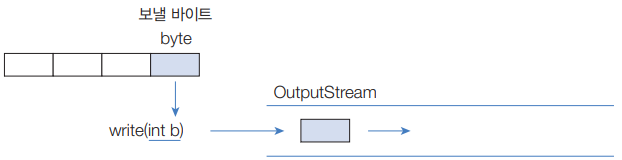 보낼 바이트
byte
OutputStream
write(int b)